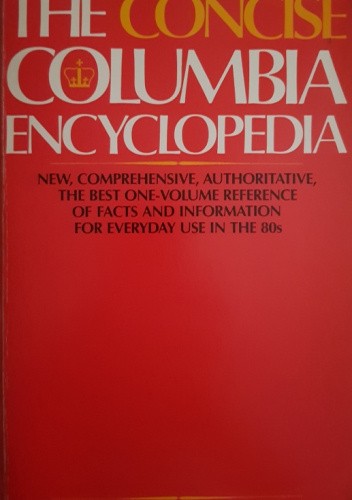 THE CONCISE
COLUMBIA
ENCYCLOPEDIA
NEW, COMPREHENSIVE, AUTHORITATIVE,
THE BEST ONE-VOLUME REFERENCE
OF FACTS AND INFORMATION
FOR EVERYDAY USE IN THE 80s